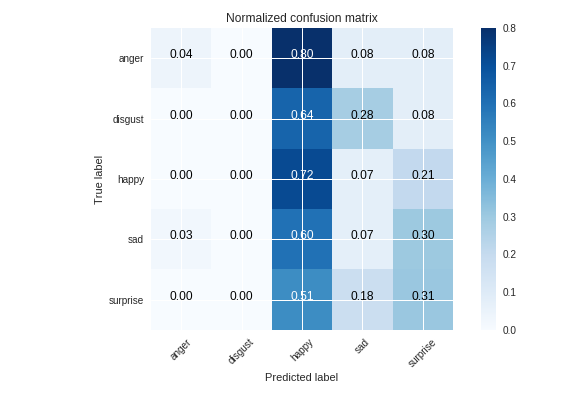 Normalized confusion matrix
anger 0.04 0.00 0.80 0.08 0.08
disgust 0.00 0.00 0.64 0.28 0.08
happy 0.00 0.00 0.72 0.07 0.21
sad 0.03 0.00 0.60 0.07 0.30
surprise 0.00 0.00 0.51 0.18 0.31
True label
anger disgust happy sad surprise
Predicted label
0.8
0.7
0.6
0.5
0.4
0.3
0.2
0.1
0.0